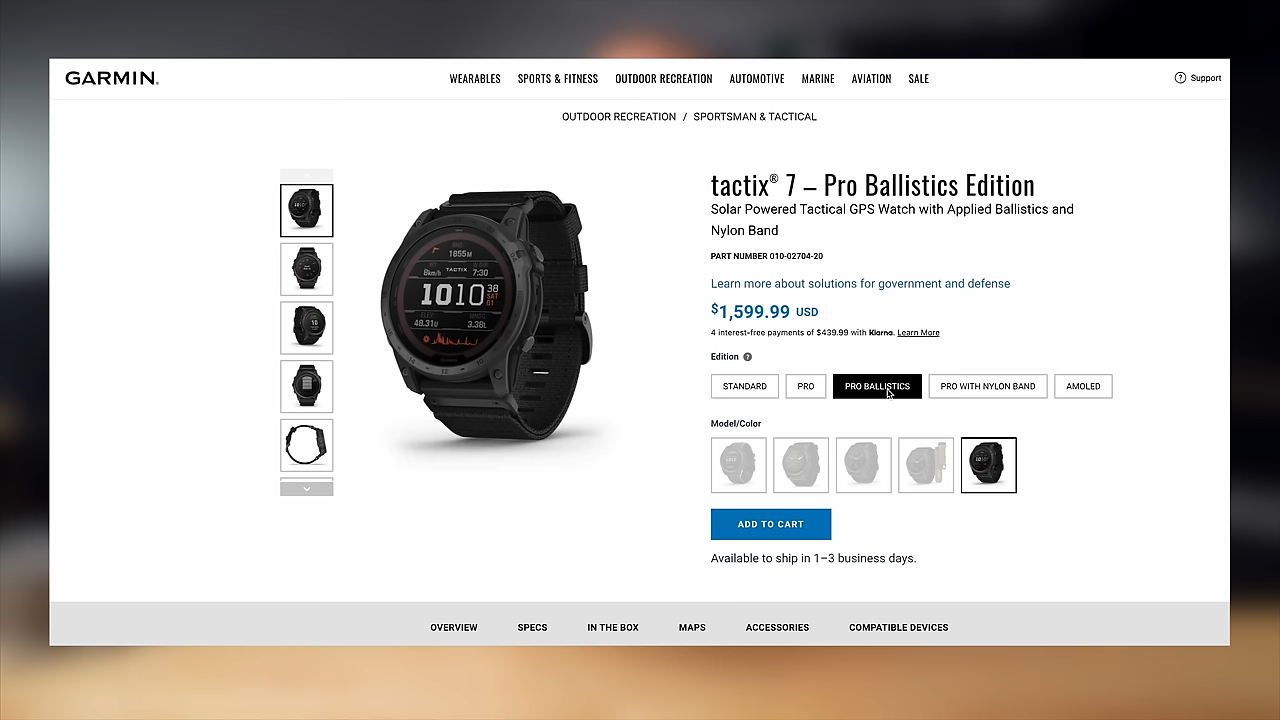 GARMIN.
WEARABLES SPORTS & FITNESS OUTDOOR RECREATION AUTOMOTIVE MARINE AVIATION SALE
? Support
OUTDOOR RECREATION / SPORTSMAN & TACTICAL
tactix® 7 – Pro Ballistics Edition
Solar Powered Tactical GPS Watch with Applied Ballistics and
Nylon Band
PART NUMBER 010-02704-20
Learn more about solutions for government and defense
$1,599.99 USD
4 interest-free payments of $439.99 with Klarna. Learn More
Edition ?
STANDARD PRO PRO BALLISTICS PRO WITH NYLON BAND AMOLED
Model/Color
ADD TO CART
Available to ship in 1–3 business days.
1855M
8km/h TACTIX 7:30
10 10 38
SAT
01
48.31U 3.38L
OVERVIEW SPECS IN THE BOX MAPS ACCESSORIES COMPATIBLE DEVICES